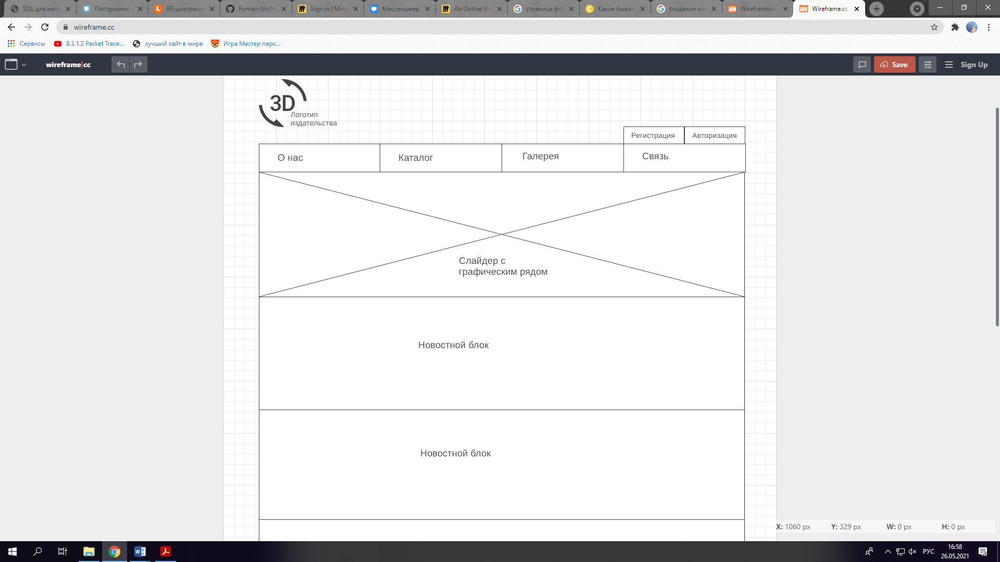 SQL для начи
Построение
ER-диаграмм
Roman-Un/N
Sign in | Miro
Мессенджер
An Online Vis
страница фо
Какие быва
создание ма
Wireframe.cc
Wireframe.cc
wireframe.cc
Сервисы
8.3.1.2 Packet Trace...
лучший сайт в мире
Игра Мастер парк...
wireframe|cc
Save
Sign Up
3D
Логотип
издательства
Регистрация
Авторизация
О нас
Каталог
Галерея
Связь
Слайдер с
графическим рядом
Новостной блок
Новостной блок
X: 1060 px
Y: 329 px
W: 0 px
H: 0 px
РУС
16:58
26.05.2021